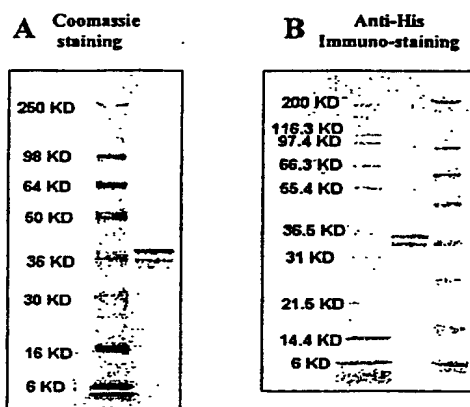 A
Coomassie
staining
250 KD
98 KD
64 KD
50 KD
36 KD
30 KD
16 KD
6 KD
B
Anti-His
Immuno-staining
200 KD
116.3 KD
97.4 KD
66.3 KD
55.4 KD
36.5 KD
31 KD
21.5 KD
14.4 KD
6 KD